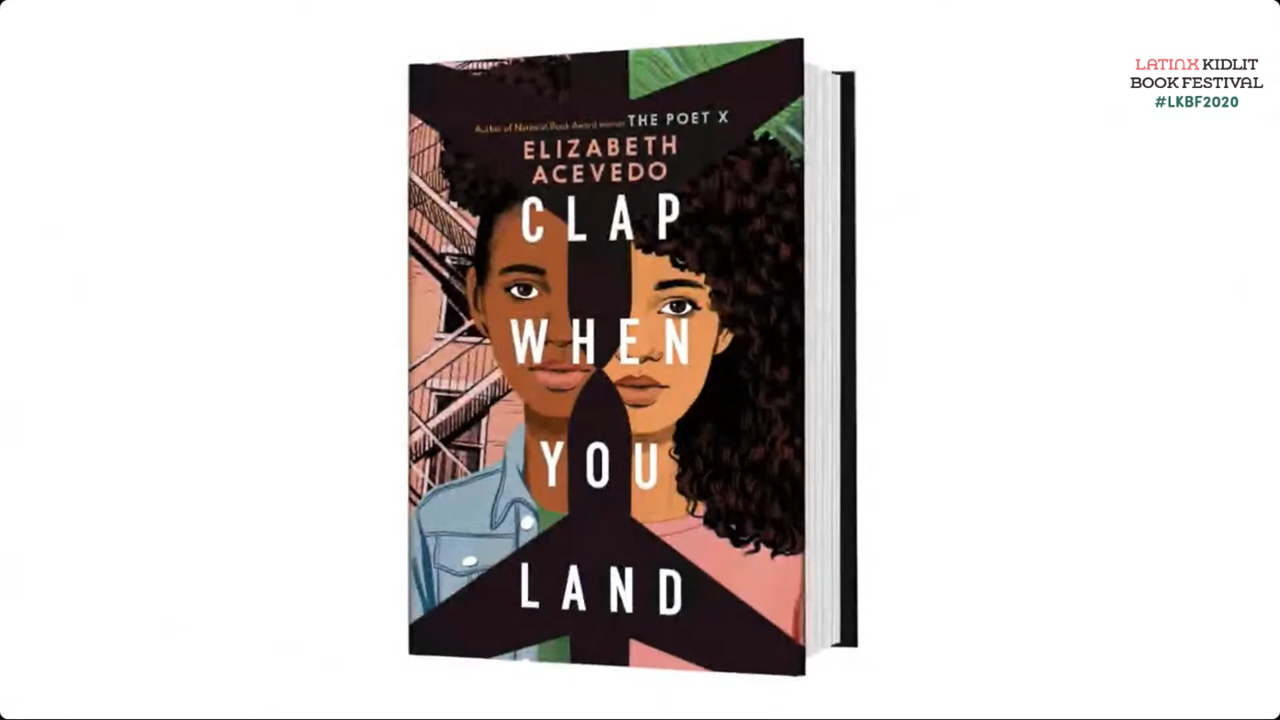 Author of National Book Award winner THE POET X
ELIZABETH
ACEVEDO
CLAP
WHEN
YOU
LAND
LATINX KIDLIT
BOOK FESTIVAL
#LKBF2020